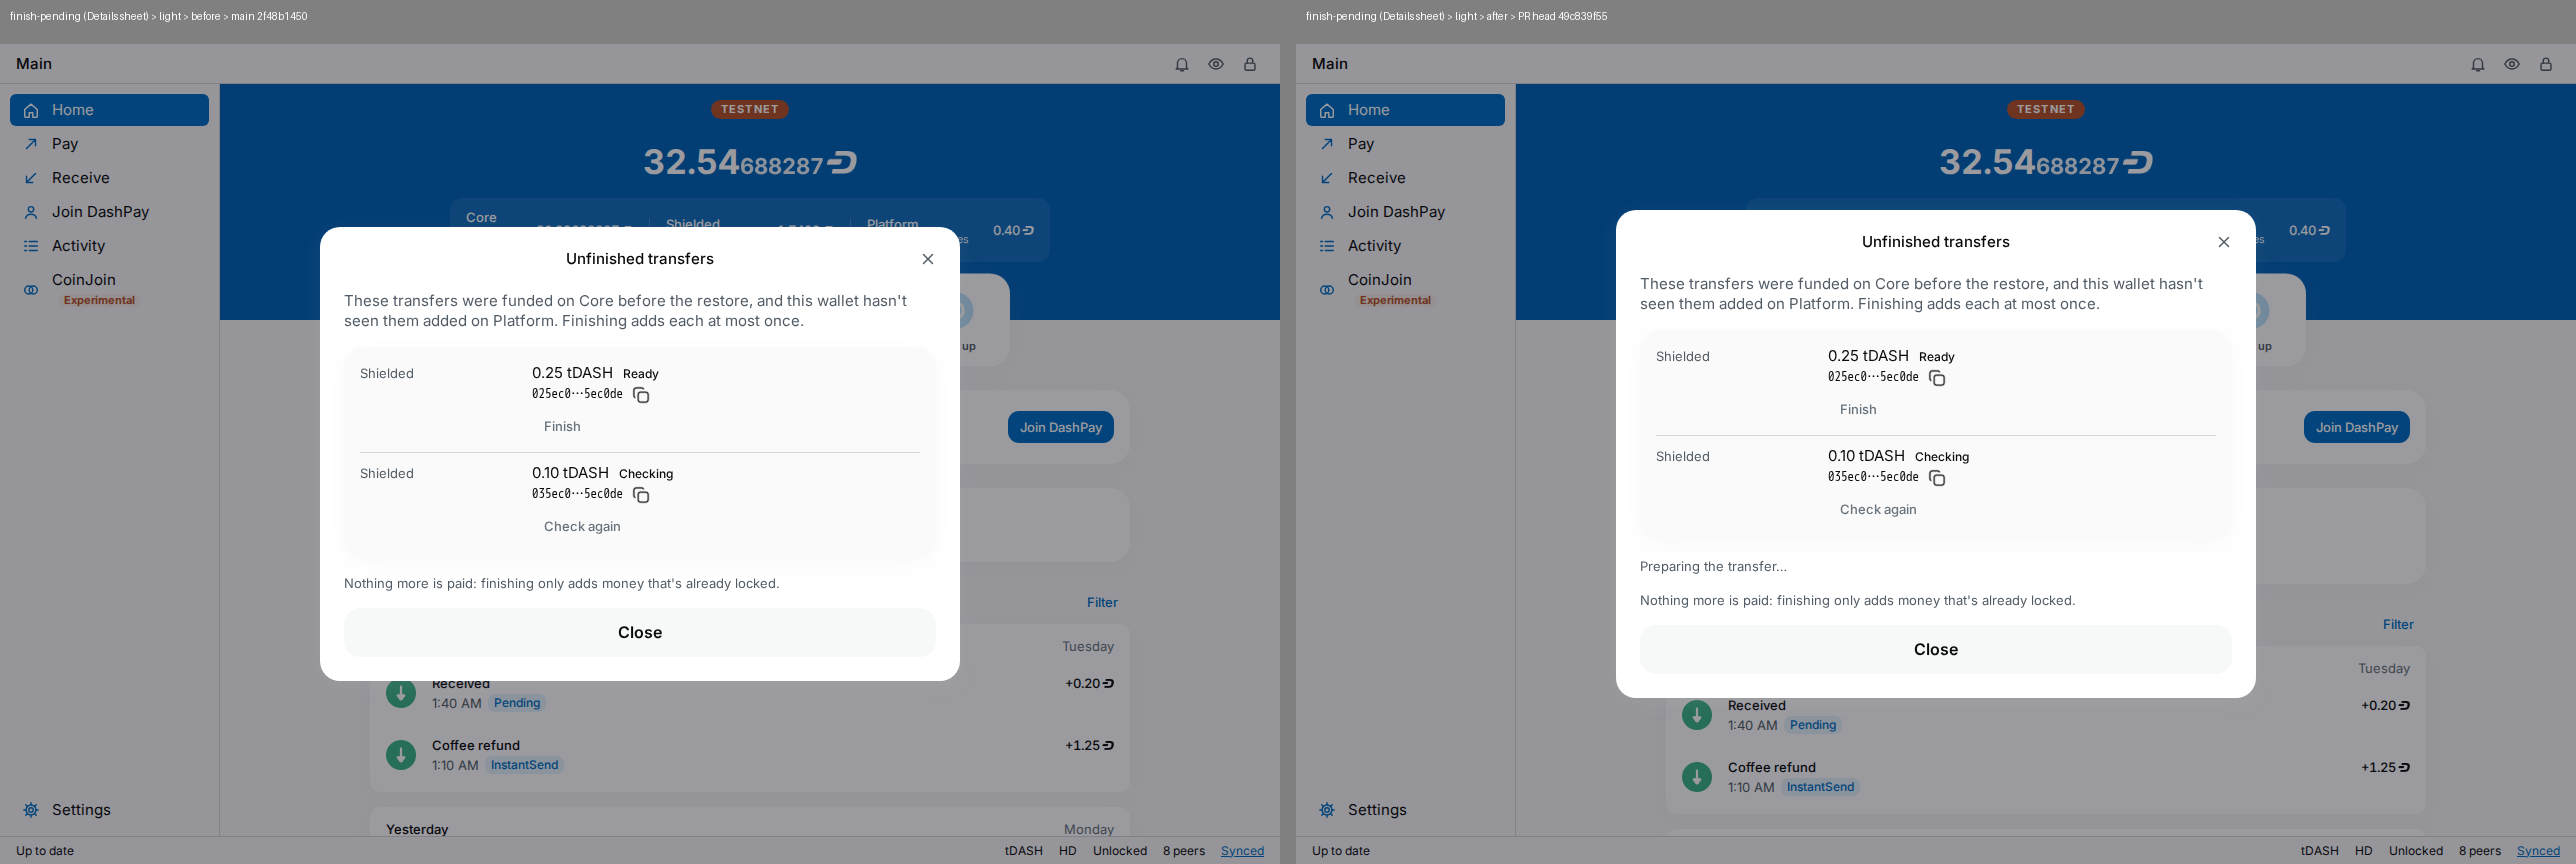 finish-pending (Details sheet) > light > before > main 2f48b1450
Main
Home
Pay
Receive
Join DashPay
Activity
CoinJoin
Experimental
Settings
TESTNET
32.54688287
Core
Shielded
Platform
0.40
up
Unfinished transfers
These transfers were funded on Core before the restore, and this wallet hasn't
seen them added on Platform. Finishing adds each at most once.
Shielded
0.25 tDASH Ready
025ec0···5ec0de
Finish
Shielded
0.10 tDASH Checking
035ec0···5ec0de
Check again
Nothing more is paid: finishing only adds money that's already locked.
Close
Join DashPay
Filter
Tuesday
Received
+0.20
1:40 AM Pending
Coffee refund
+1.25
1:10 AM InstantSend
Yesterday
Monday
Up to date
tDASH HD Unlocked 8 peers Synced
finish-pending (Details sheet) > light > after > PR head 49c839f55
Main
Home
Pay
Receive
Join DashPay
Activity
CoinJoin
Experimental
Settings
TESTNET
32.54688287
0.40
up
Unfinished transfers
These transfers were funded on Core before the restore, and this wallet hasn't
seen them added on Platform. Finishing adds each at most once.
Shielded
0.25 tDASH Ready
025ec0···5ec0de
Finish
Shielded
0.10 tDASH Checking
035ec0···5ec0de
Check again
Preparing the transfer...
Nothing more is paid: finishing only adds money that's already locked.
Close
Join DashPay
Filter
Tuesday
Received
+0.20
1:40 AM Pending
Coffee refund
+1.25
1:10 AM InstantSend
Up to date
tDASH HD Unlocked 8 peers Synced